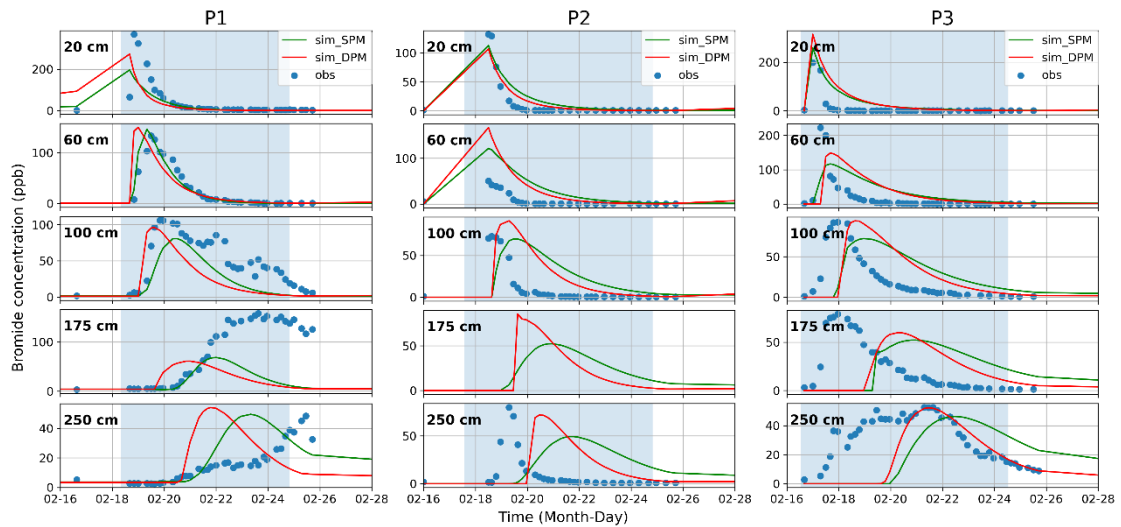 P1
P2
P3
20 cm
sim_SPM
sim_DPM
obs
200
0
20 cm
sim_SPM
sim_DPM
obs
100
50
0
20 cm
sim_SPM
sim_DPM
obs
200
0
60 cm
100
0
60 cm
100
50
0
60 cm
200
100
0
100 cm
100
50
0
100 cm
50
0
100 cm
50
0
175 cm
150
100
50
0
175 cm
50
0
175 cm
50
0
250 cm
40
20
0
250 cm
50
0
250 cm
50
25
0
02-16
02-18
02-20
02-22
02-24
02-26
02-28
02-16
02-18
02-20
02-22
02-24
02-26
02-28
02-16
02-18
02-20
02-22
02-24
02-26
02-28
Bromide concentration (ppb)
Time (Month-Day)